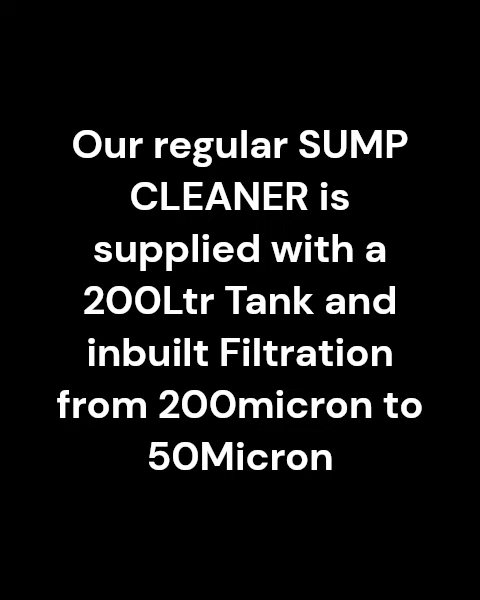 Our regular SUMP
CLEANER is
supplied with a
200Ltr Tank and
inbuilt Filtration
from 200micron to
50Micron